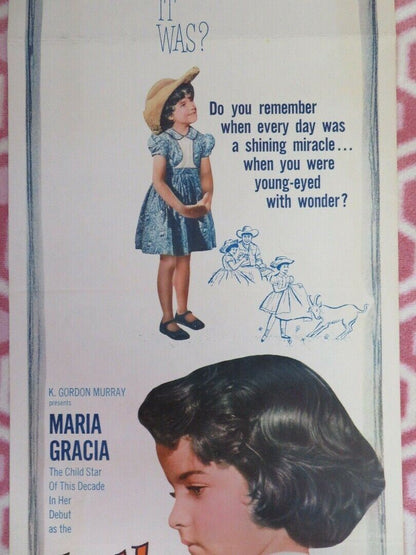 IT
WAS?
Do you remember
when every day was
a shining miracle...
when you were
young-eyed
with wonder?
K. GORDON MURRAY
presents
MARIA
GRACIA
The Child Star
Of This Decade
In Her
Debut
as the